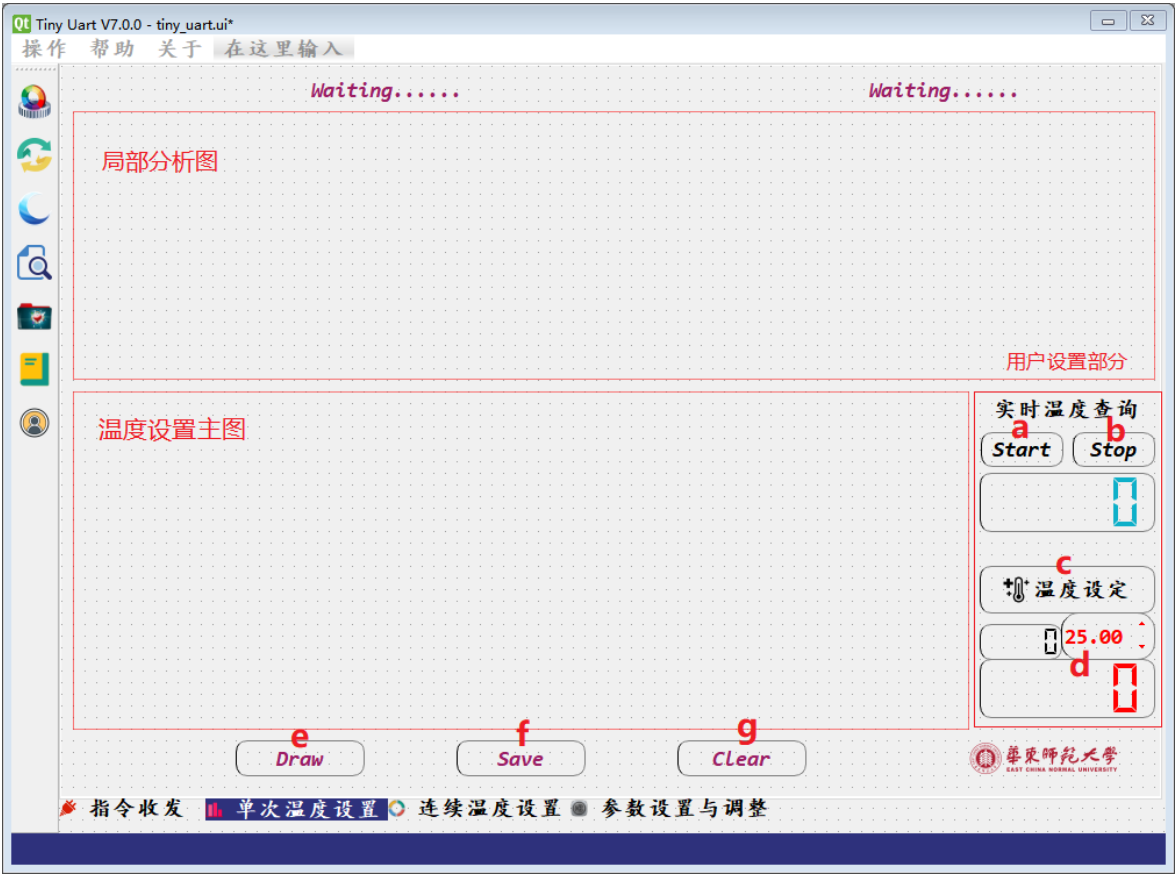 Qt Tiny Uart V7.0.0 - tiny_uart.ui*
操作 帮助 关于 在这里输入
Waiting...... Waiting......
局部分析图
用户设置部分
温度设置主图
实时温度查询
a b
Start Stop
0
c
温度设定
0 25.00
d
0
e f g
Draw Save Clear
華東師範大學
EAST CHINA NORMAL UNIVERSITY
指令收发 单次温度设置 连续温度设置 参数设置与调整